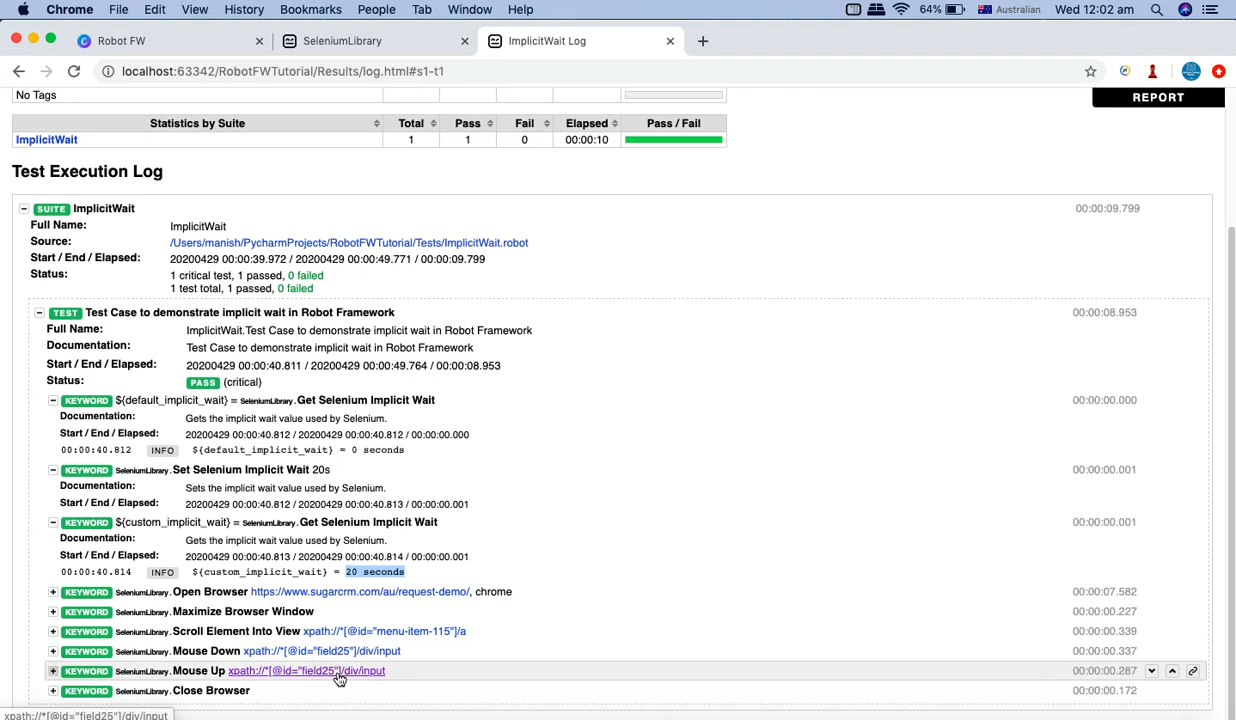 Chrome File Edit View History Bookmarks People Tab Window Help 64% Australian Wed 12:02 am
Robot FW SeleniumLibrary ImplicitWait Log
localhost:63342/RobotFWTutorial/Results/log.html#s1-t1
No Tags
REPORT
Statistics by Suite Total Pass Fail Elapsed Pass / Fail
ImplicitWait 1 1 0 00:00:10
Test Execution Log
SUITE ImplicitWait 00:00:09.799
Full Name: ImplicitWait
Source: /Users/manish/PycharmProjects/RobotFWTutorial/Tests/ImplicitWait.robot
Start / End / Elapsed: 20200429 00:00:39.972 / 20200429 00:00:49.771 / 00:00:09.799
Status: 1 critical test, 1 passed, 0 failed
1 test total, 1 passed, 0 failed
TEST Test Case to demonstrate implicit wait in Robot Framework 00:00:08.953
Full Name: ImplicitWait.Test Case to demonstrate implicit wait in Robot Framework
Documentation: Test Case to demonstrate implicit wait in Robot Framework
Start / End / Elapsed: 20200429 00:00:40.811 / 20200429 00:00:49.764 / 00:00:08.953
Status: PASS (critical)
KEYWORD ${default_implicit_wait} = SeleniumLibrary.Get Selenium Implicit Wait 00:00:00.000
Documentation: Gets the implicit wait value used by Selenium.
Start / End / Elapsed: 20200429 00:00:40.812 / 20200429 00:00:40.812 / 00:00:00.000
00:00:40.812 INFO ${default_implicit_wait} = 0 seconds
KEYWORD SeleniumLibrary.Set Selenium Implicit Wait 20s 00:00:00.001
Documentation: Sets the implicit wait value used by Selenium.
Start / End / Elapsed: 20200429 00:00:40.812 / 20200429 00:00:40.813 / 00:00:00.001
KEYWORD ${custom_implicit_wait} = SeleniumLibrary.Get Selenium Implicit Wait 00:00:00.001
Documentation: Gets the implicit wait value used by Selenium.
Start / End / Elapsed: 20200429 00:00:40.813 / 20200429 00:00:40.814 / 00:00:00.001
00:00:40.814 INFO ${custom_implicit_wait} = 20 seconds
KEYWORD SeleniumLibrary.Open Browser https://www.sugarcrm.com/au/request-demo/, chrome 00:00:07.582
KEYWORD SeleniumLibrary.Maximize Browser Window 00:00:00.227
KEYWORD SeleniumLibrary.Scroll Element Into View xpath://*[@id="menu-item-115"]/a 00:00:00.339
KEYWORD SeleniumLibrary.Mouse Down xpath://*[@id="field25"]/div/input 00:00:00.337
KEYWORD SeleniumLibrary.Mouse Up xpath://*[@id="field25"]/div/input 00:00:00.287
KEYWORD SeleniumLibrary.Close Browser 00:00:00.172
xpath://*[@id="field25"]/div/input